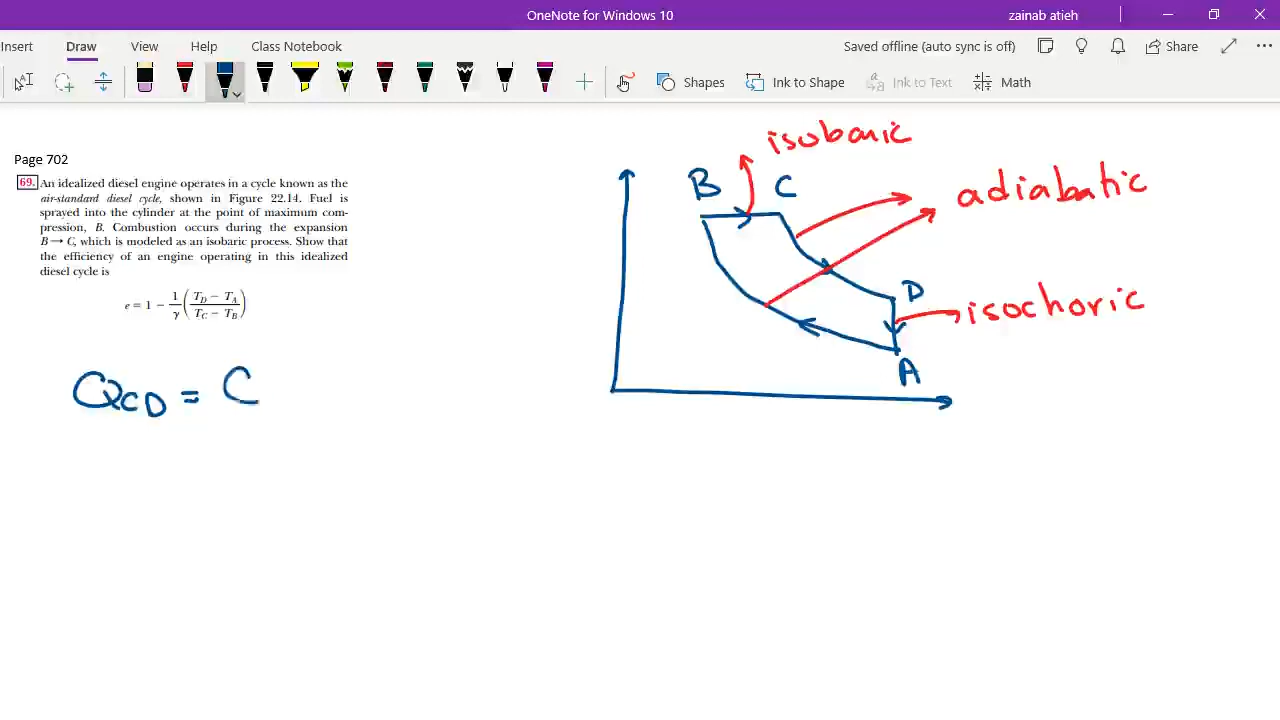 OneNote for Windows 10
zainab atieh
Insert Draw View Help Class Notebook
Saved offline (auto sync is off)
Share
Shapes
Ink to Shape
Ink to Text
Math
Page 702
69. An idealized diesel engine operates in a cycle known as the
air-standard diesel cycle, shown in Figure 22.14. Fuel is
sprayed into the cylinder at the point of maximum com-
pression, B. Combustion occurs during the expansion
B → C, which is modeled as an isobaric process. Show that
the efficiency of an engine operating in this idealized
diesel cycle is
e = 1 − 1/γ ( (T_D − T_A) / (T_C − T_B) )
Q_CD = C
isobaric
B C
adiabatic
D
isochoric
A